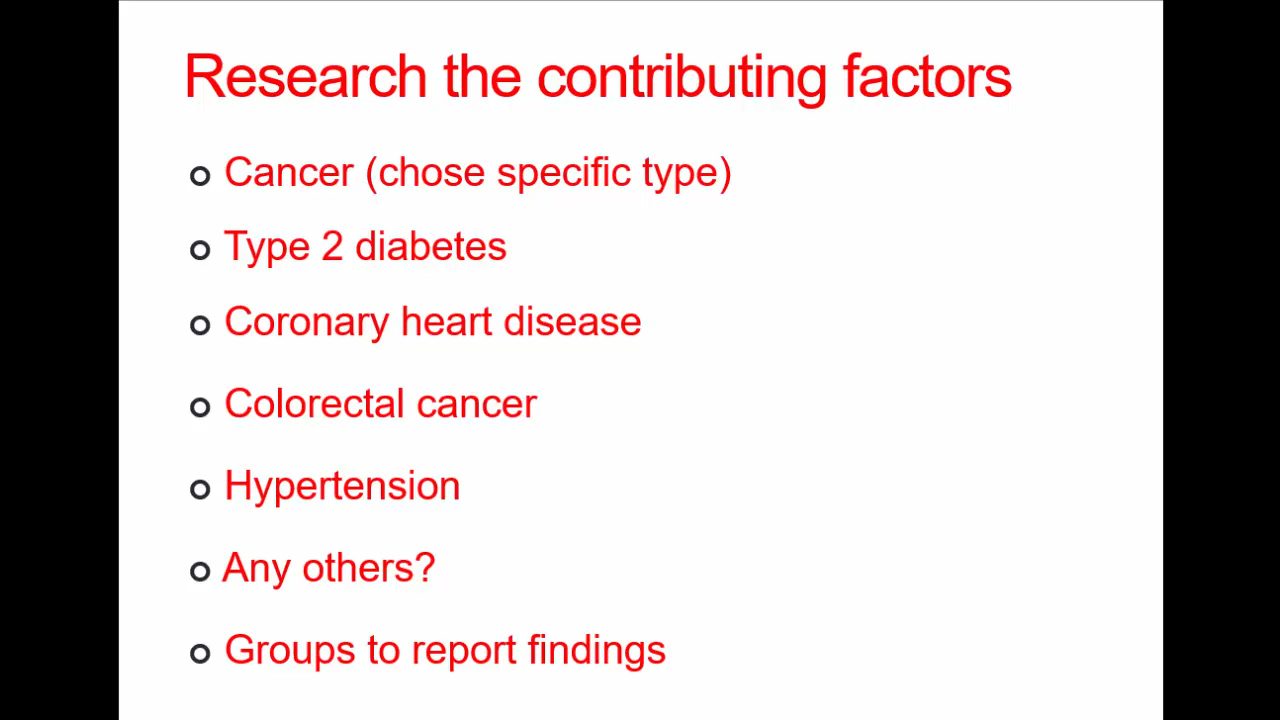 Research the contributing factors
Cancer (chose specific type)
Type 2 diabetes
Coronary heart disease
Colorectal cancer
Hypertension
Any others?
Groups to report findings